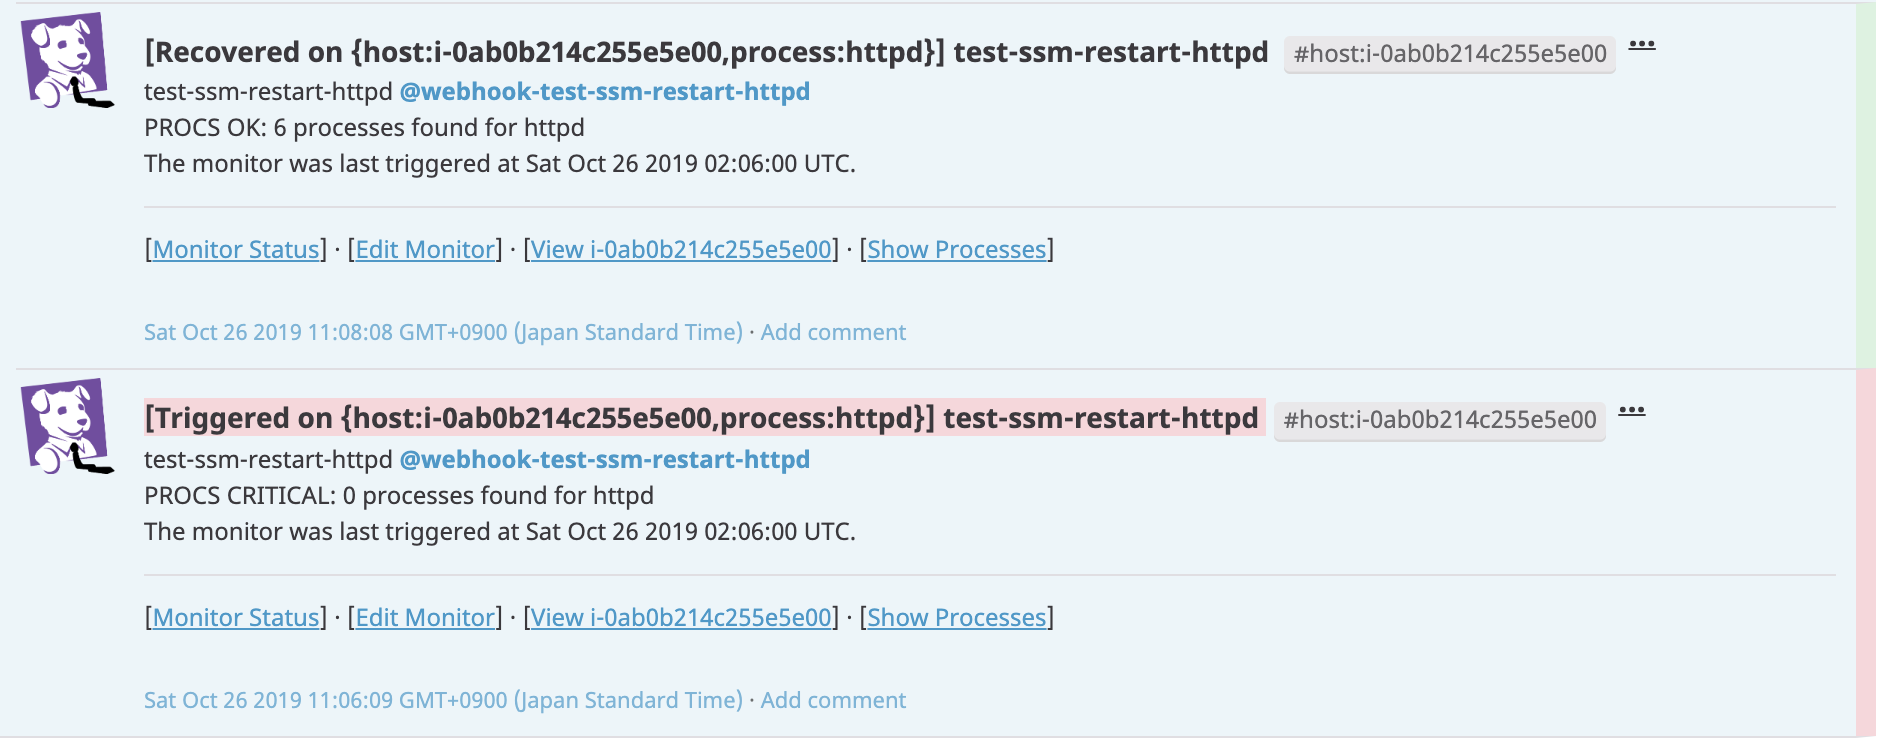 [Recovered on {host:i-0ab0b214c255e5e00,process:httpd}] test-ssm-restart-httpd #host:i-0ab0b214c255e5e00 •••
test-ssm-restart-httpd @webhook-test-ssm-restart-httpd
PROCS OK: 6 processes found for httpd
The monitor was last triggered at Sat Oct 26 2019 02:06:00 UTC.
[Monitor Status] · [Edit Monitor] · [View i-0ab0b214c255e5e00] · [Show Processes]
Sat Oct 26 2019 11:08:08 GMT+0900 (Japan Standard Time) · Add comment
[Triggered on {host:i-0ab0b214c255e5e00,process:httpd}] test-ssm-restart-httpd #host:i-0ab0b214c255e5e00 •••
test-ssm-restart-httpd @webhook-test-ssm-restart-httpd
PROCS CRITICAL: 0 processes found for httpd
The monitor was last triggered at Sat Oct 26 2019 02:06:00 UTC.
[Monitor Status] · [Edit Monitor] · [View i-0ab0b214c255e5e00] · [Show Processes]
Sat Oct 26 2019 11:06:09 GMT+0900 (Japan Standard Time) · Add comment